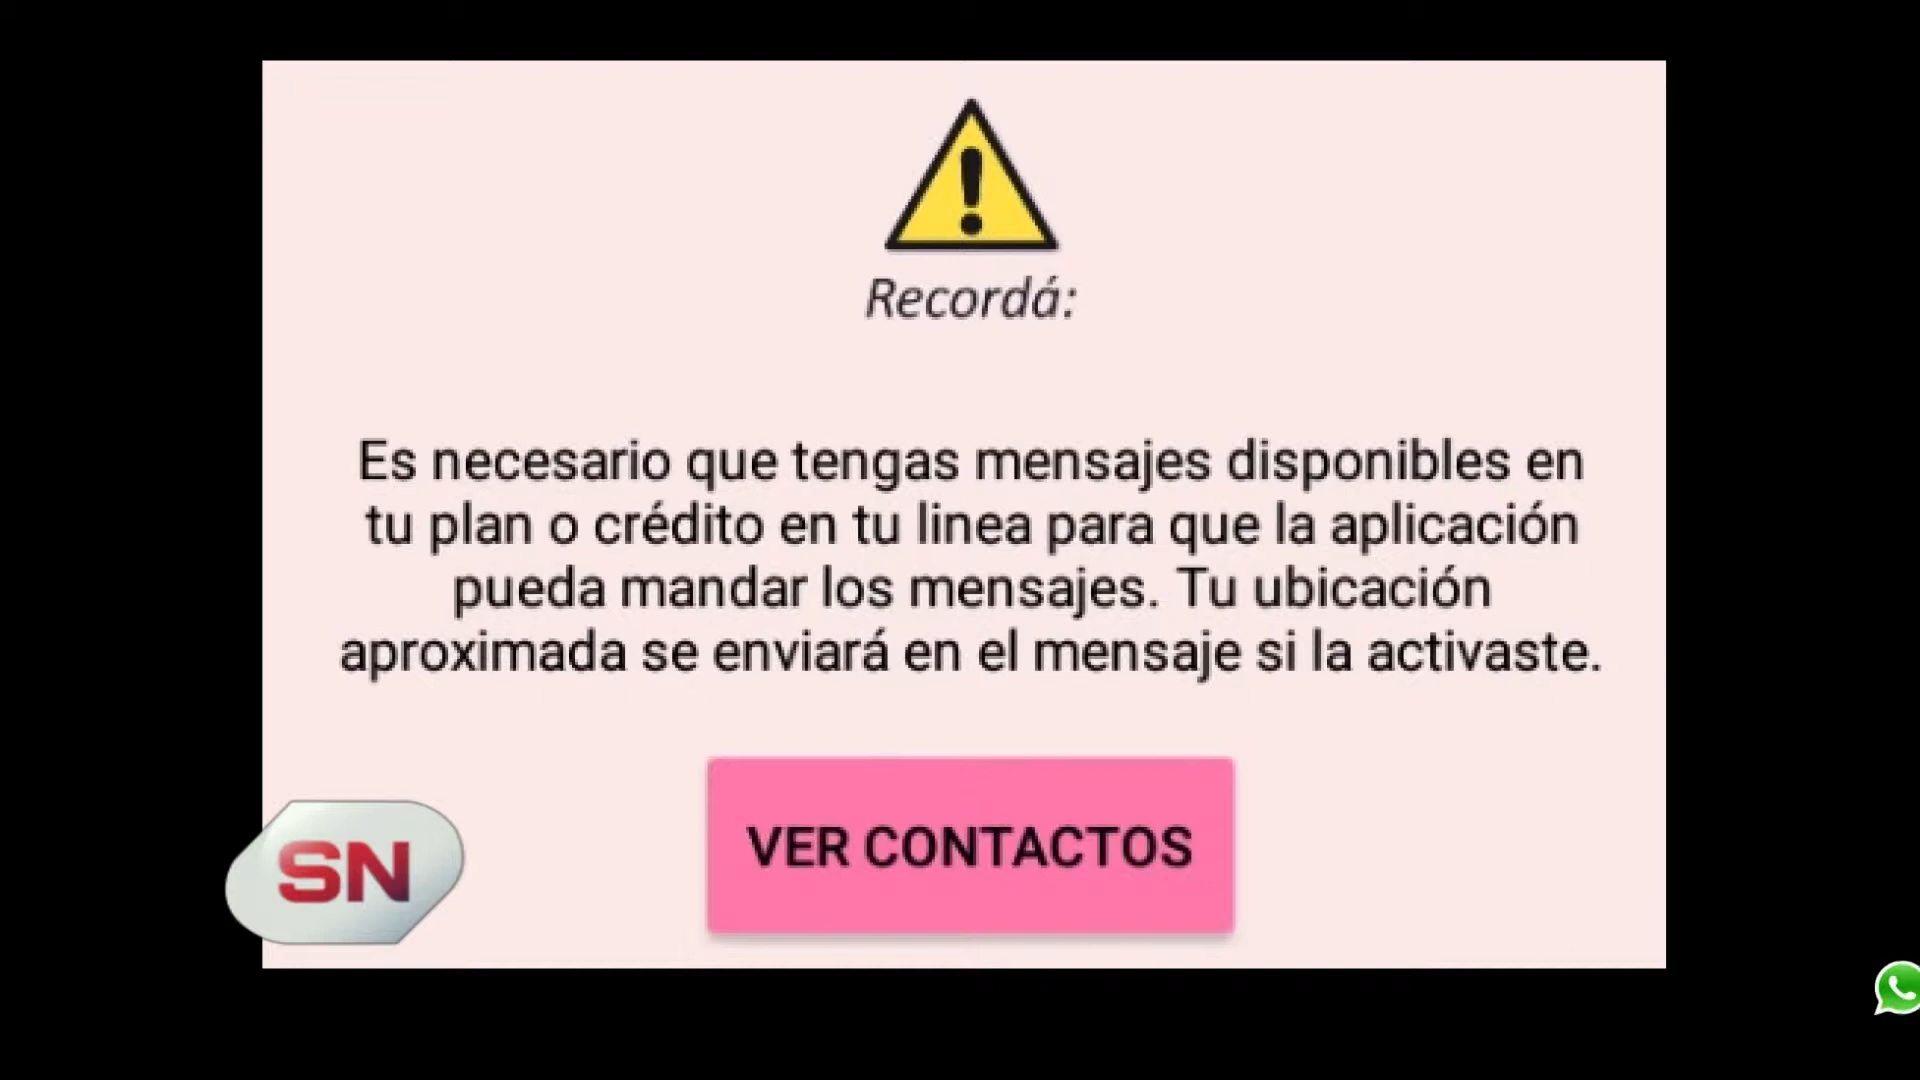 Recordá:
Es necesario que tengas mensajes disponibles en
tu plan o crédito en tu linea para que la aplicación
pueda mandar los mensajes. Tu ubicación
aproximada se enviará en el mensaje si la activaste.
VER CONTACTOS
SN